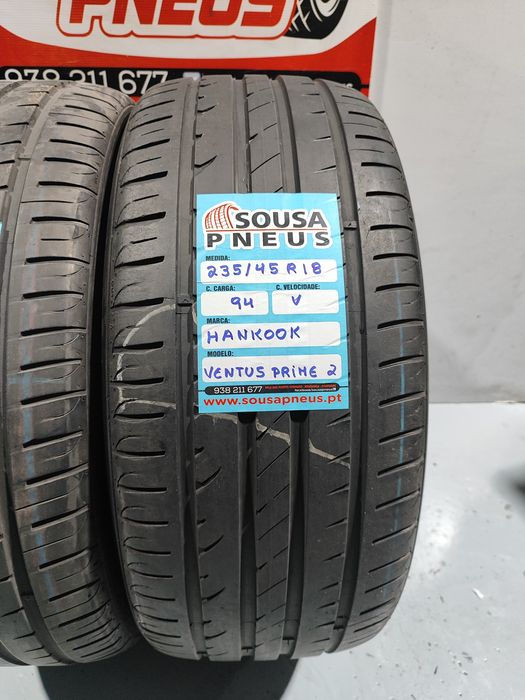 PNEUS
938 211 677
SOUSA
PNEUS
MEDIDA:
235/45 R18
C. CARGA: C. VELOCIDADE:
94 V
MARCA:
HANKOOK
MODELO:
VENTUS PRIME 2
938 211 677
www.sousapneus.pt